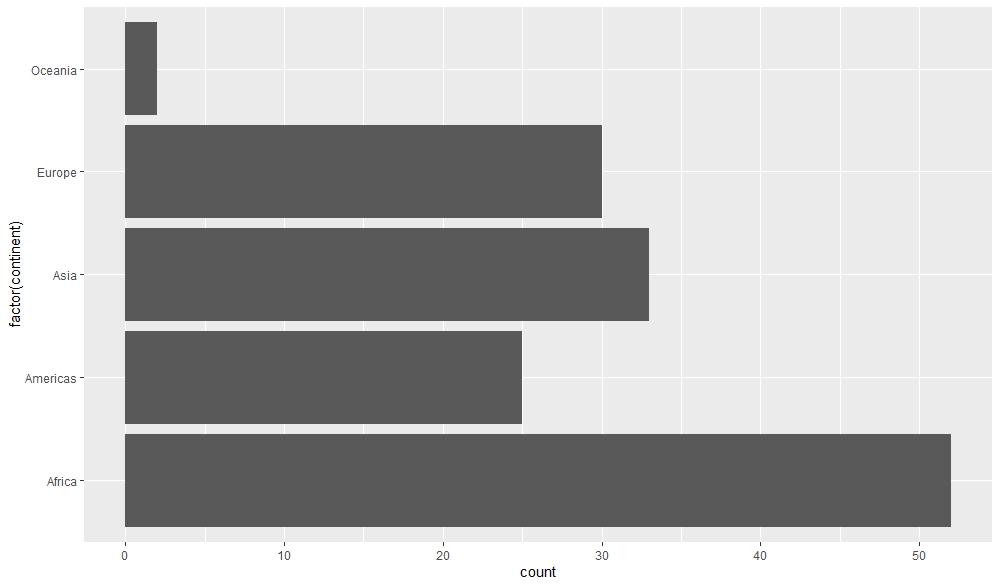 Oceania
Europe
Asia
Americas
Africa
factor(continent)
0 10 20 30 40 50
count